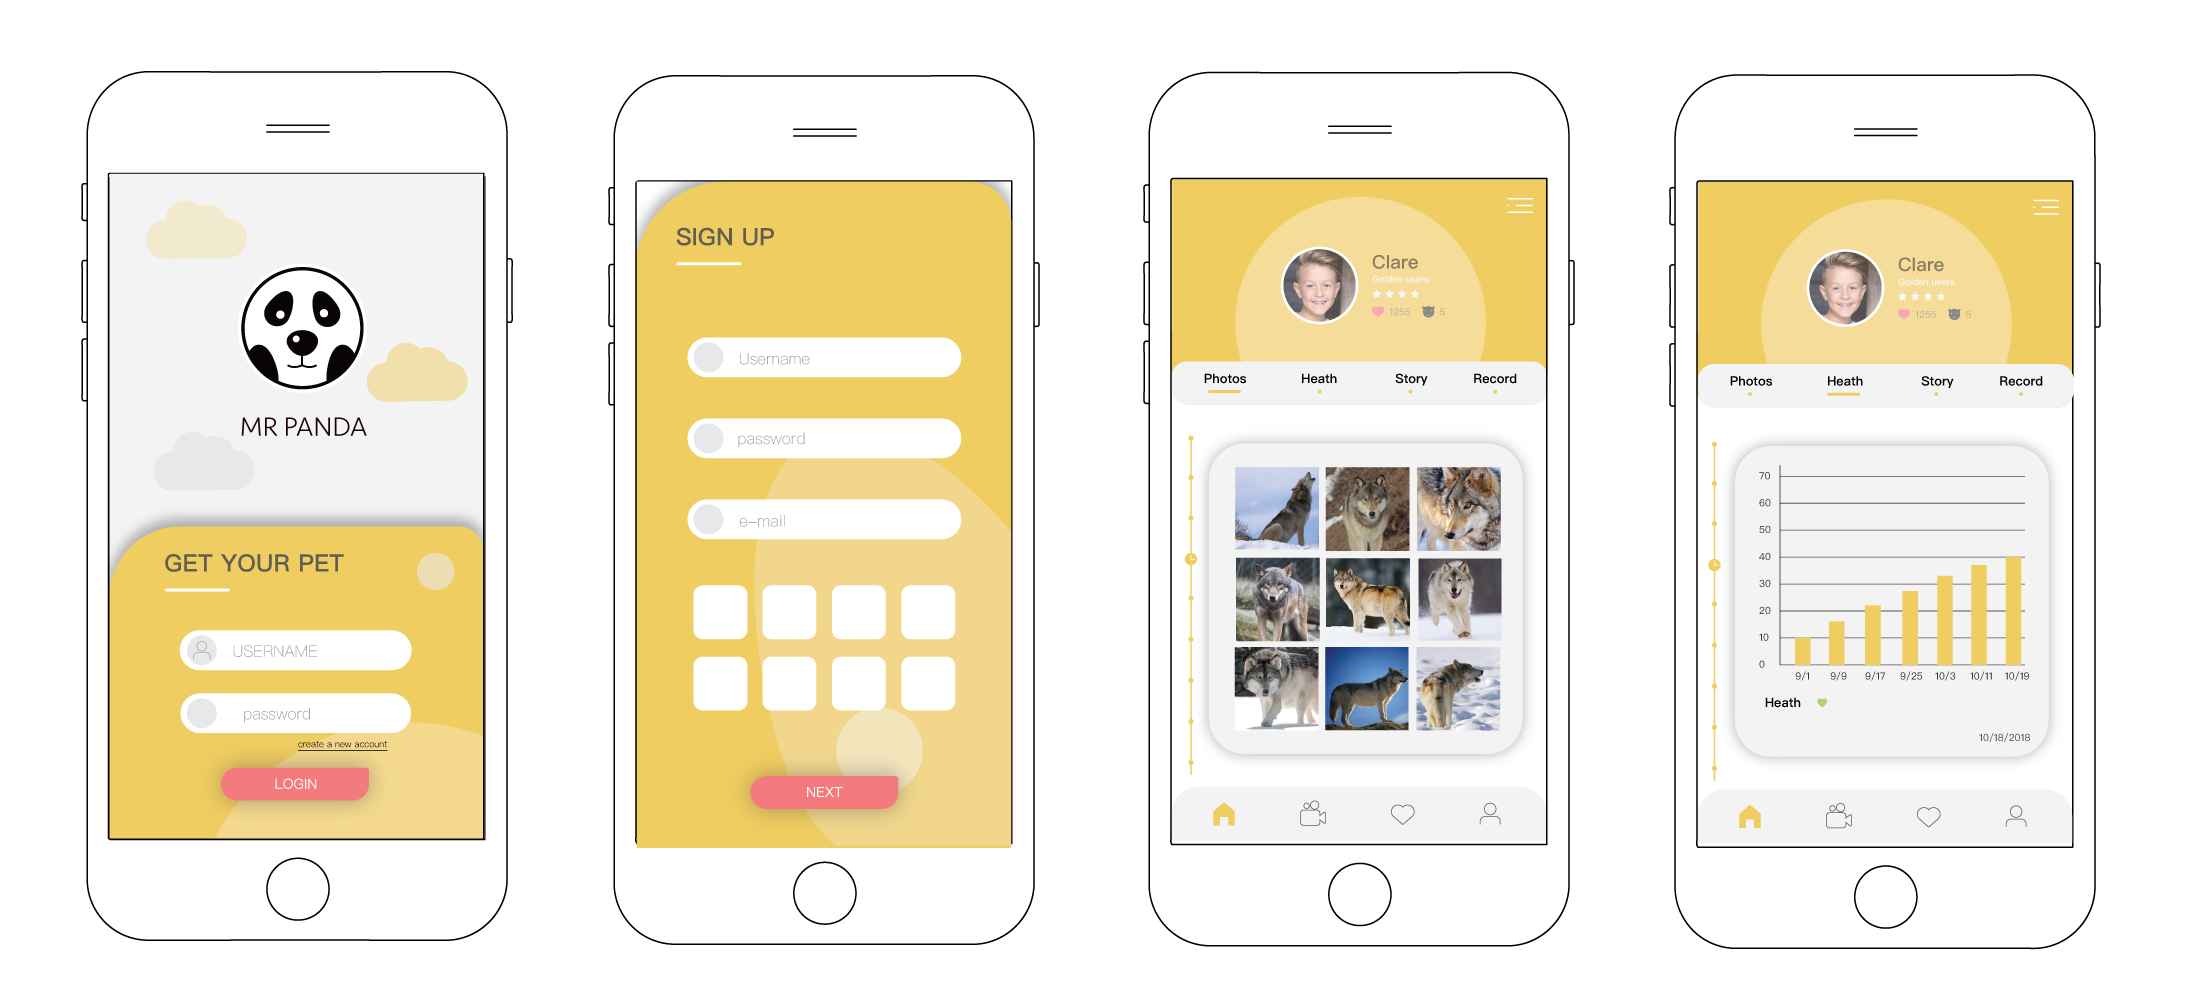 MR PANDA
GET YOUR PET
USERNAME
password
create a new account
LOGIN
SIGN UP
Username
password
e-mail
NEXT
Clare
Golden users
1255 5
Photos Heath Story Record
Clare
Golden users
1255 5
Photos Heath Story Record
70
60
50
40
30
20
10
0
9/1 9/9 9/17 9/25 10/3 10/11 10/19
Heath
10/18/2018